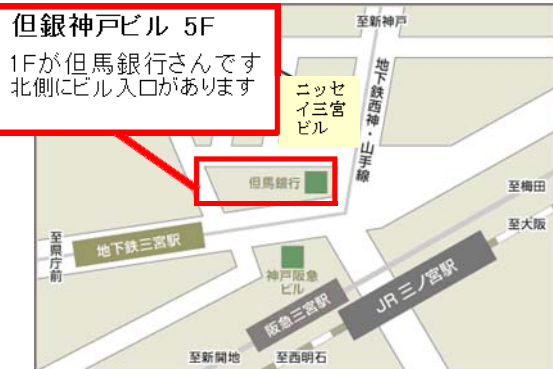 但銀神戸ビル 5F
1Fが但馬銀行さんです
北側にビル入口があります
至新神戸
ニッセ
イ三宮
ビル
地下鉄西神・山手線
但馬銀行
至梅田
至大阪
至県庁前
地下鉄三宮駅
神戸阪急
ビル
JR三ノ宮駅
阪急三宮駅
至新開地
至西明石